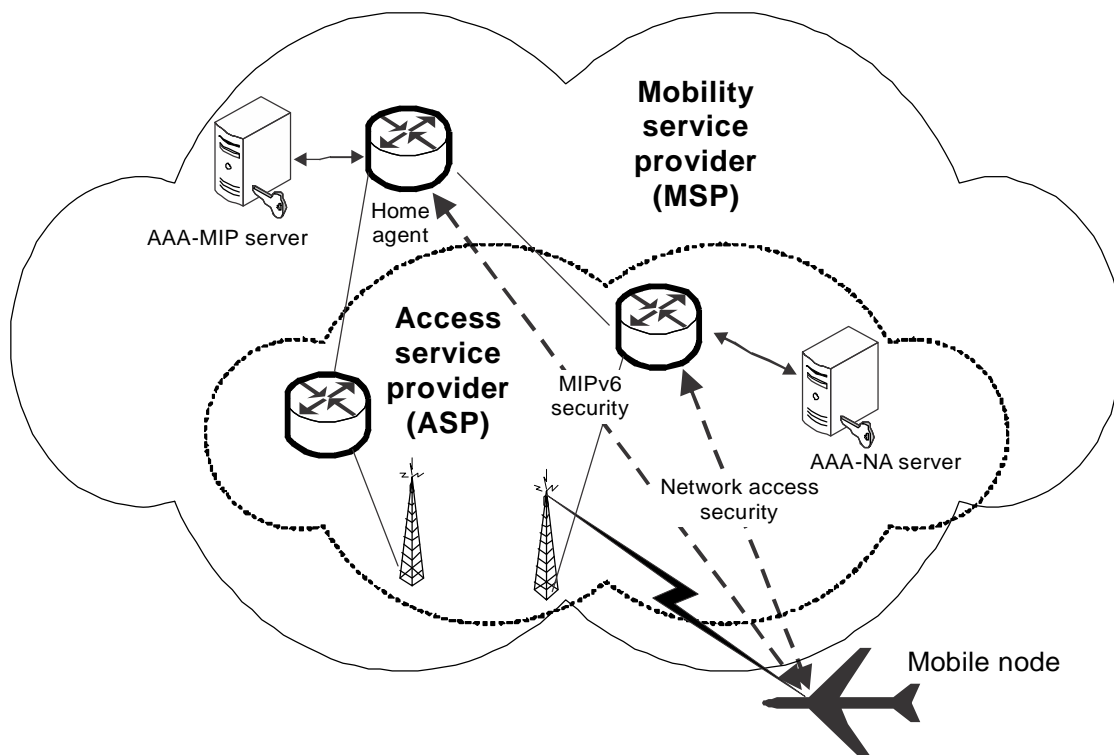 Mobility
service
provider
(MSP)
AAA-MIP server
Home
agent
Access
service
provider
(ASP)
MIPv6
security
AAA-NA server
Network access
security
Mobile node